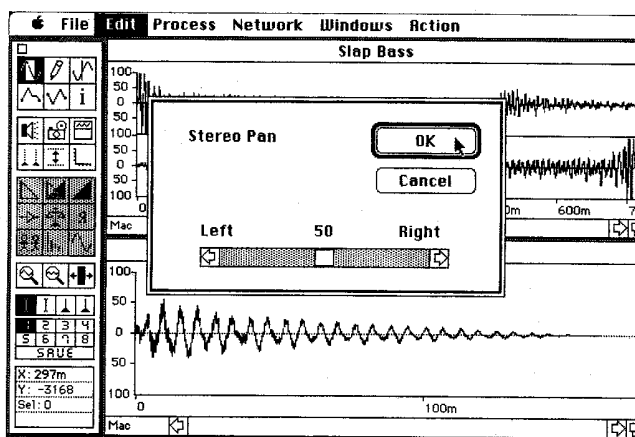 File Edit Process Network Windows Action
Slap Bass
100
50
0
50
100
50
0
50
100
0
600m
Mac
Stereo Pan
OK
Cancel
Left 50 Right
i
1 2 3 4
5 6 7 8
SAVE
X: 297m
Y: -3168
Sel: 0
100
50
0
50
100
0 100m
Mac